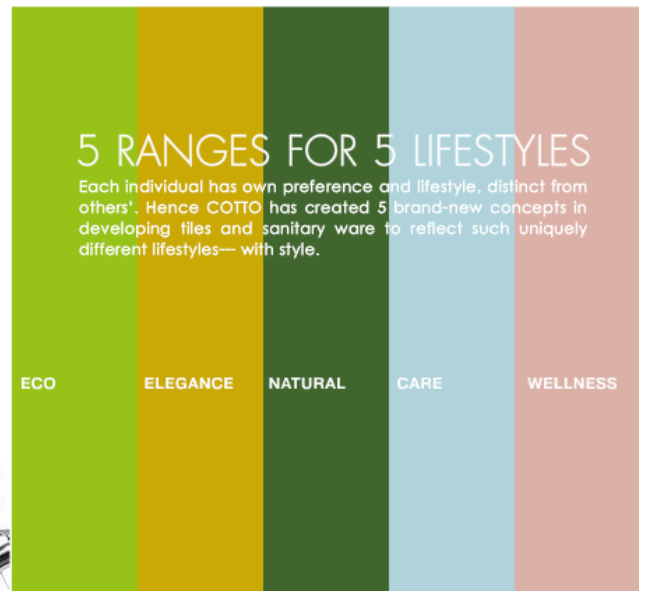 5 RANGES FOR 5 LIFESTYLES
Each individual has own preference and lifestyle, distinct from
others'. Hence COTTO has created 5 brand-new concepts in
developing tiles and sanitary ware to reflect such uniquely
different lifestyles--- with style.
ECO ELEGANCE NATURAL CARE WELLNESS